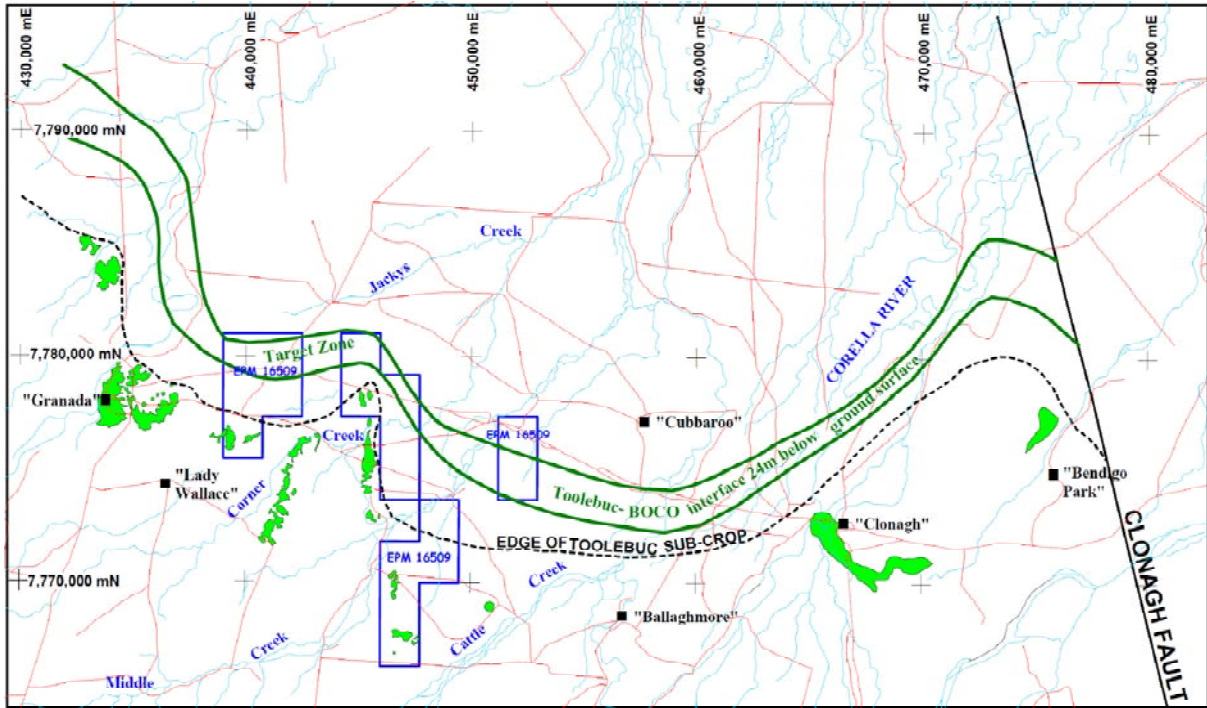 430,000 mE
440,000 mE
450,000 mE
460,000 mE
470,000 mE
480,000 mE
7,790,000 mN
Creek
Jackys
CORELLA RIVER
7,780,000 mN
Target Zone
EPM 16509
"Granada"
"Cubbaroo"
Creek
EPM 16509
"Lady
Wallace"
Corner
Toolebuc- BOCO interface 24m below ground surface
"Bendigo
Park"
"Clonagh"
EDGE OFTOOLEBUC SUB-CROP
CLONAGH FAULT
7,770,000 mN
EPM 16509
Creek
"Ballaghmore"
Cattle
Creek
Middle